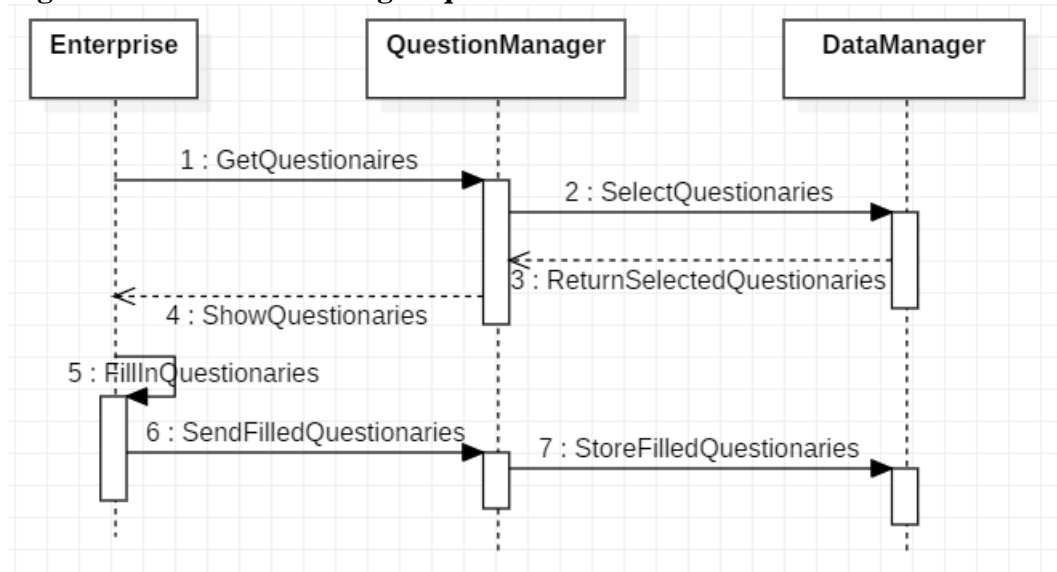 Enterprise
QuestionManager
DataManager
1 : GetQuestionaires
2 : SelectQuestionaries
3 : ReturnSelectedQuestionaries
4 : ShowQuestionaries
5 : FillInQuestionaries
6 : SendFilledQuestionaries
7 : StoreFilledQuestionaries